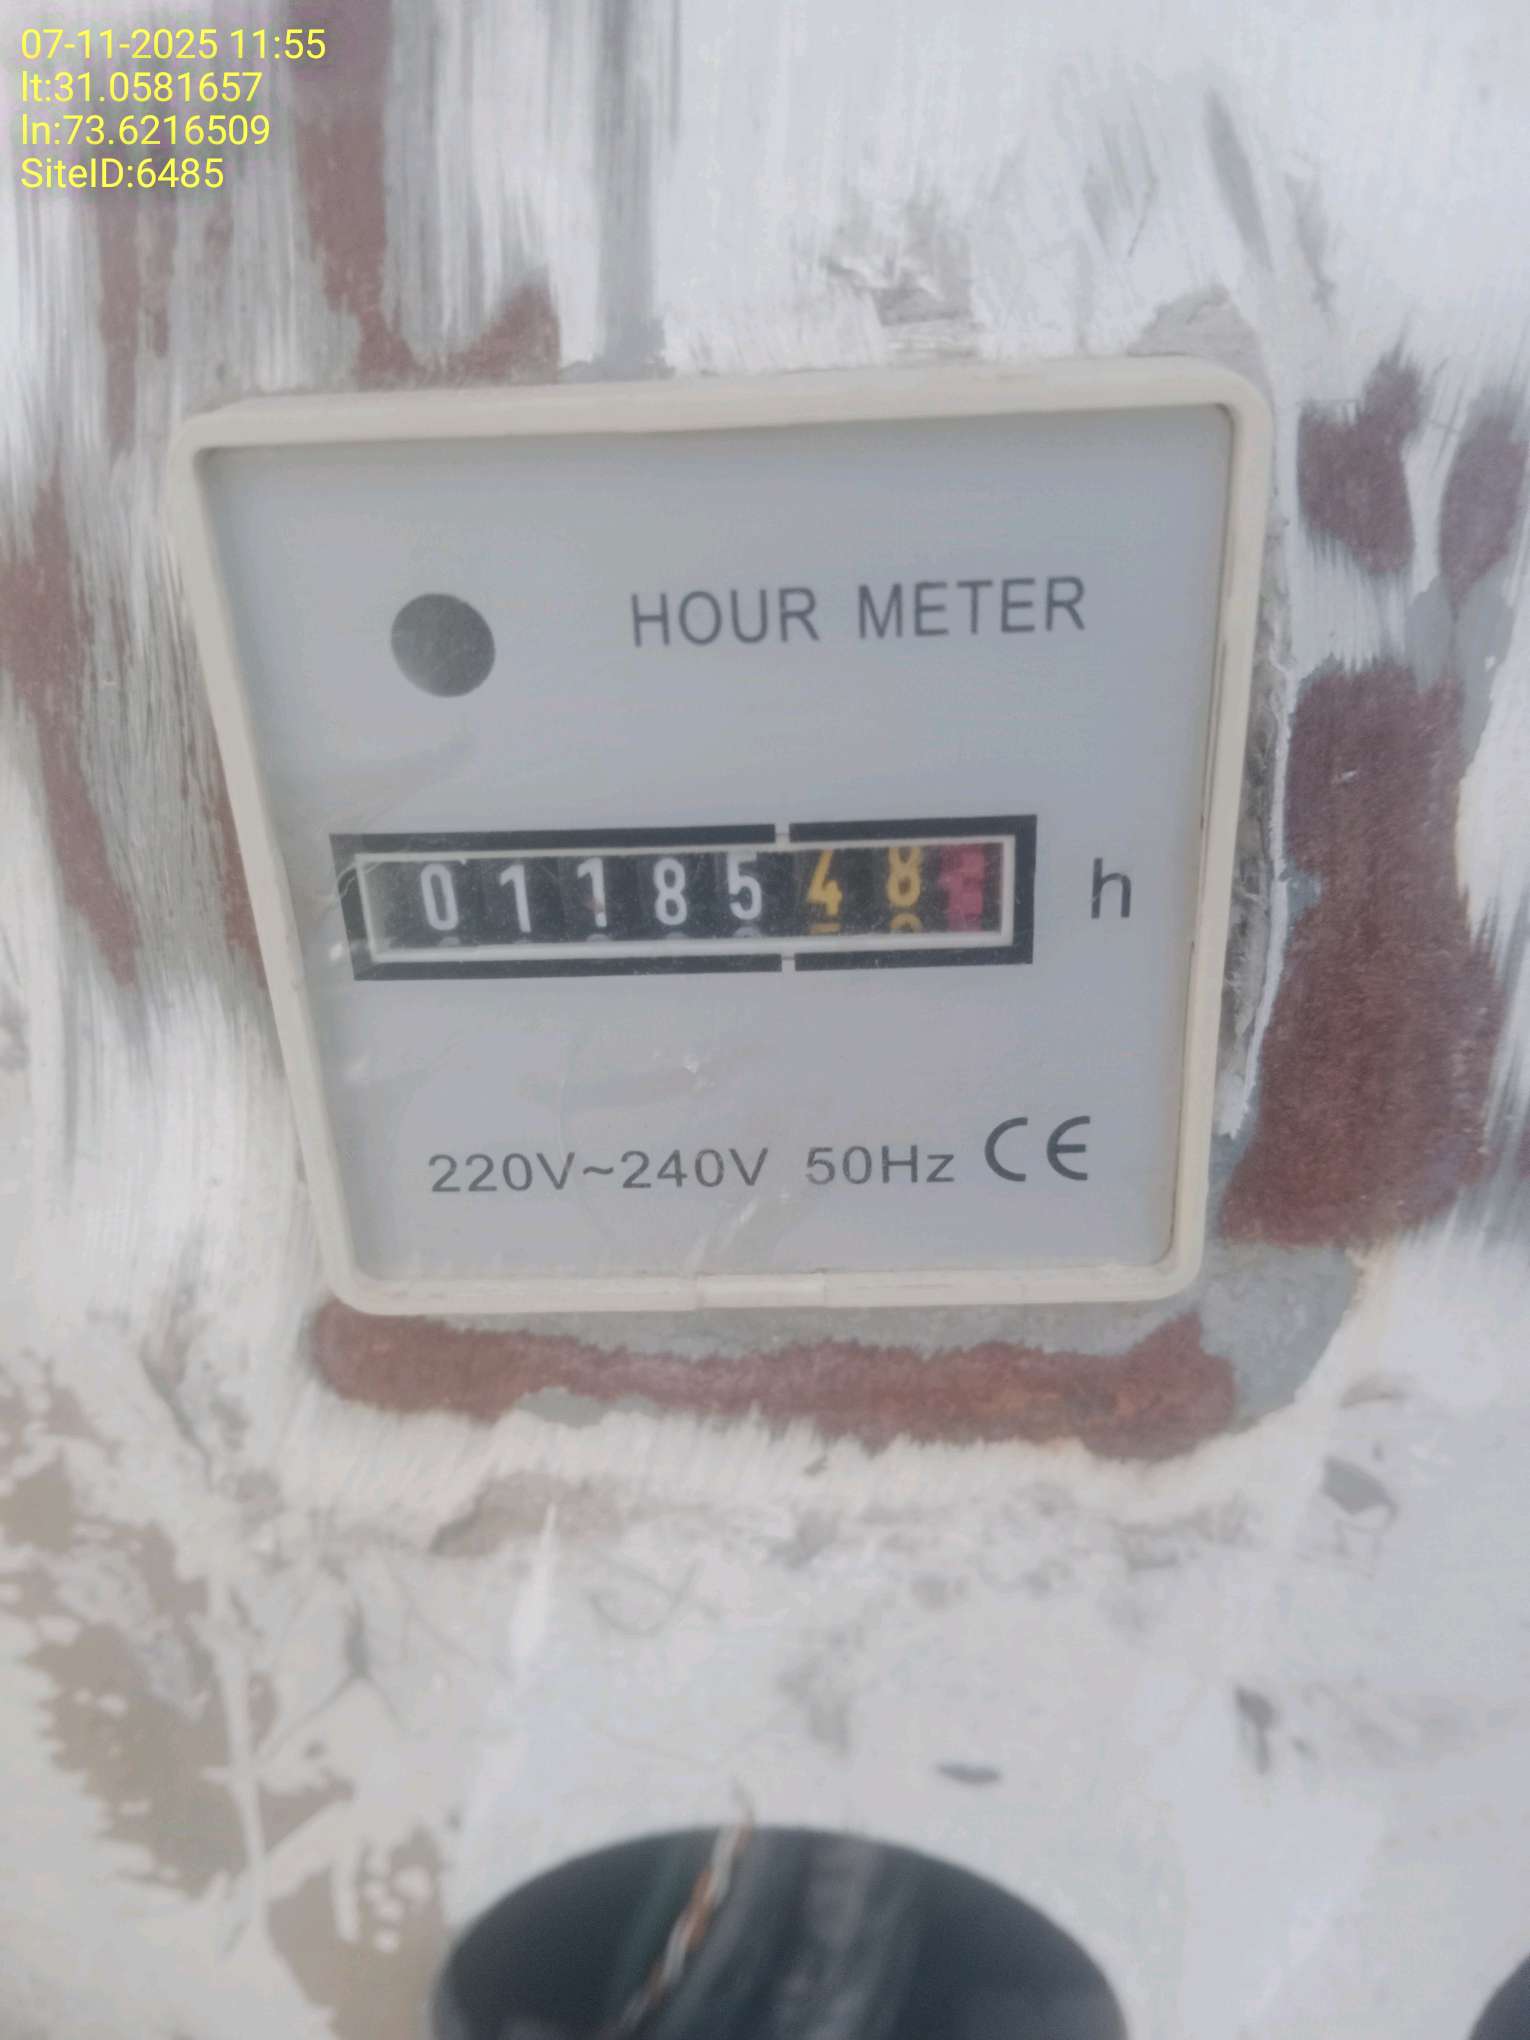 07-11-2025 11:55
lt:31.0581657
ln:73.6216509
SiteID:6485
HOUR METER
0118548 h
220V~240V 50Hz CE